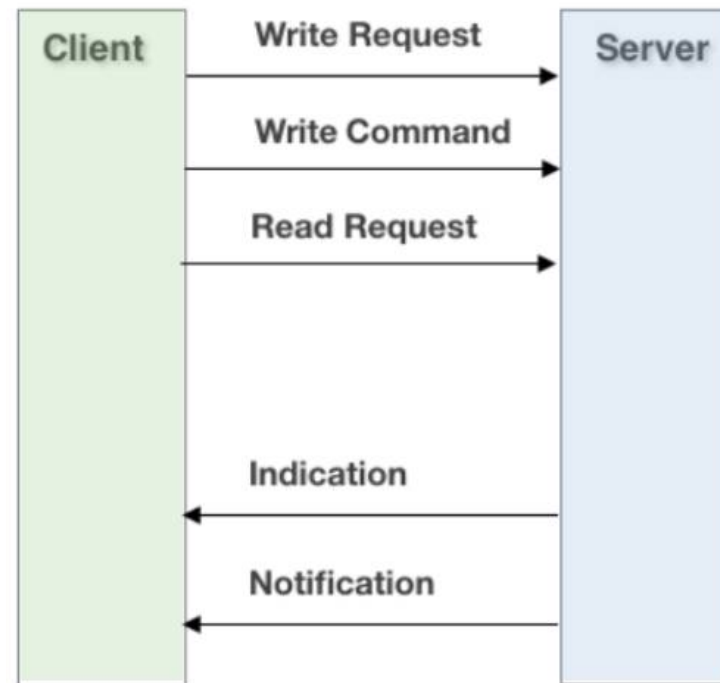 Client
Write Request
Server
Write Command
Read Request
Indication
Notification